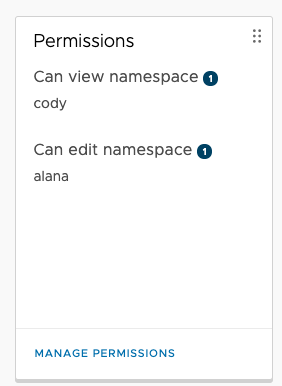 Permissions
Can view namespace 1
cody
Can edit namespace 1
alana
MANAGE PERMISSIONS